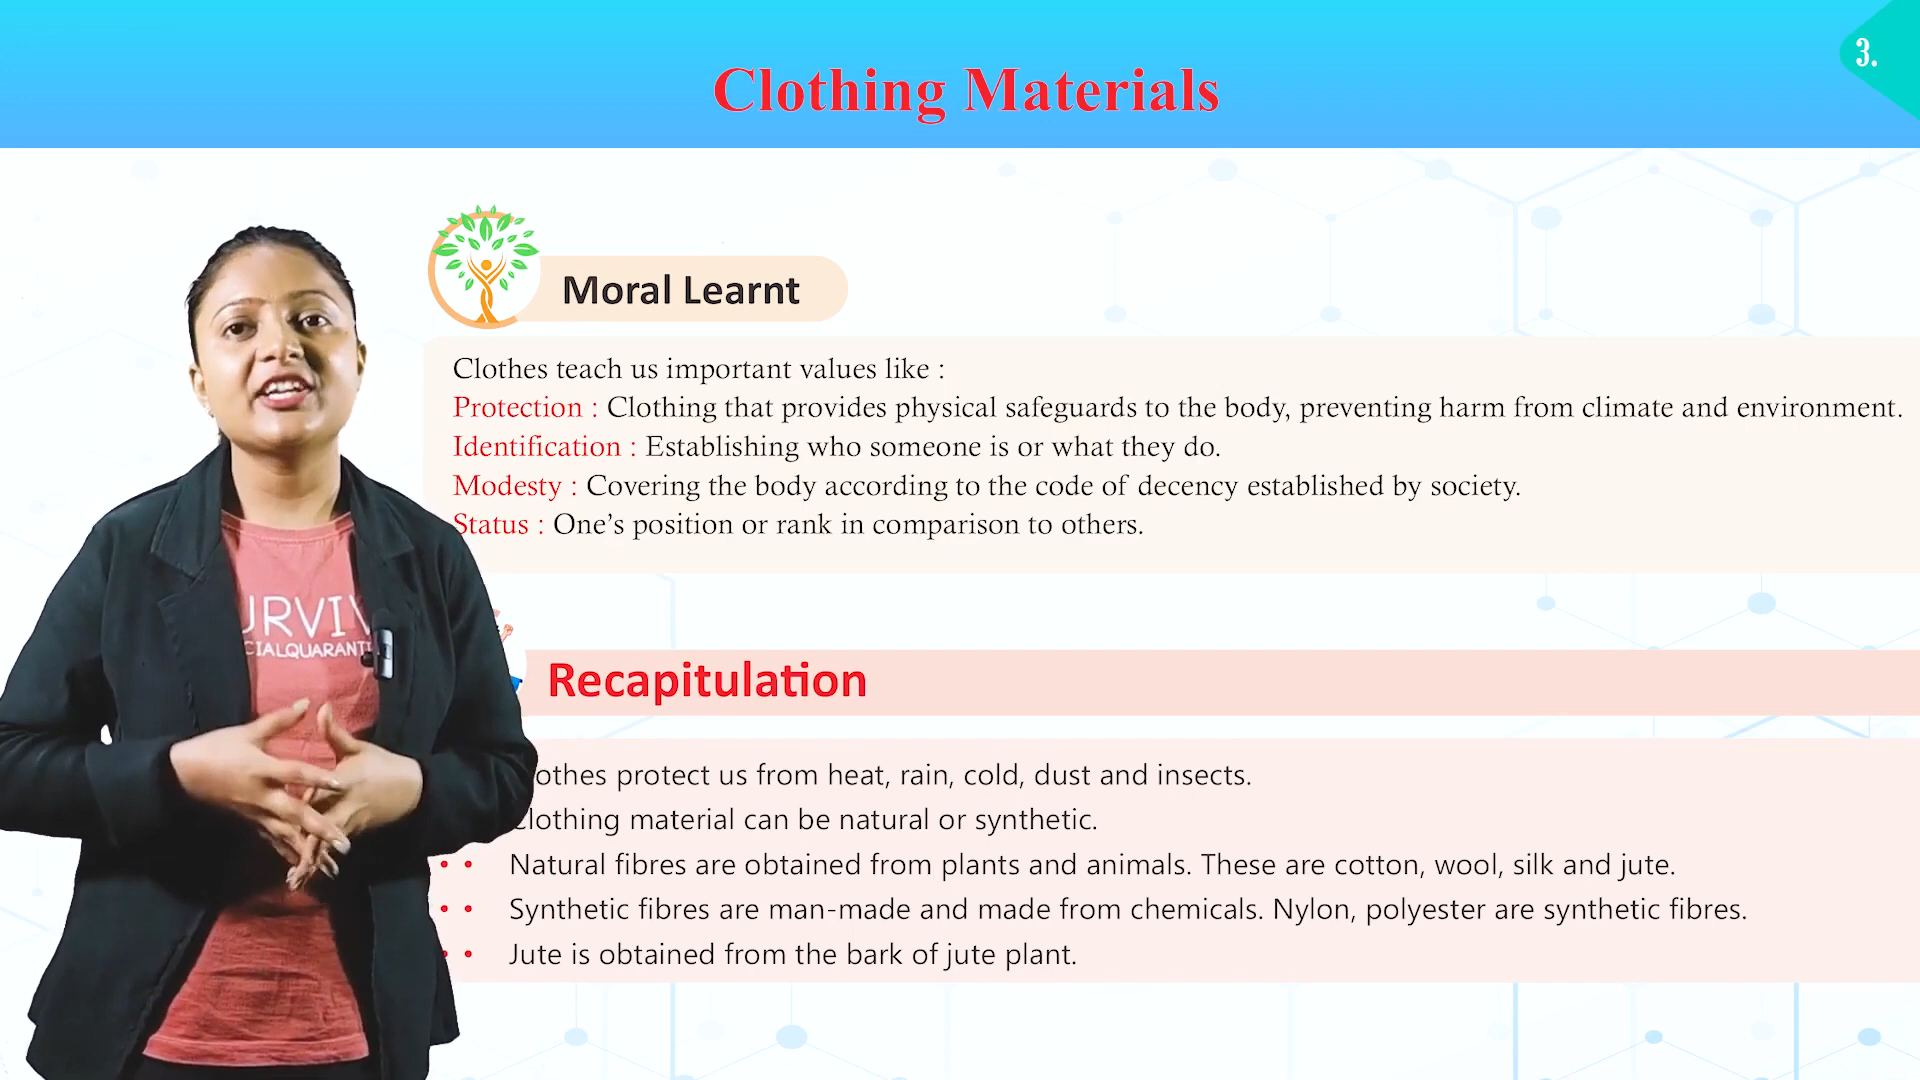 Clothing Materials
3.
Moral Learnt
Clothes teach us important values like :
Protection : Clothing that provides physical safeguards to the body, preventing harm from climate and environment.
Identification : Establishing who someone is or what they do.
Modesty : Covering the body according to the code of decency established by society.
Status : One's position or rank in comparison to others.
URVIV
CIALQUARANTI
Recapitulation
othes protect us from heat, rain, cold, dust and insects.
Clothing material can be natural or synthetic.
• • Natural fibres are obtained from plants and animals. These are cotton, wool, silk and jute.
• • Synthetic fibres are man-made and made from chemicals. Nylon, polyester are synthetic fibres.
• • Jute is obtained from the bark of jute plant.